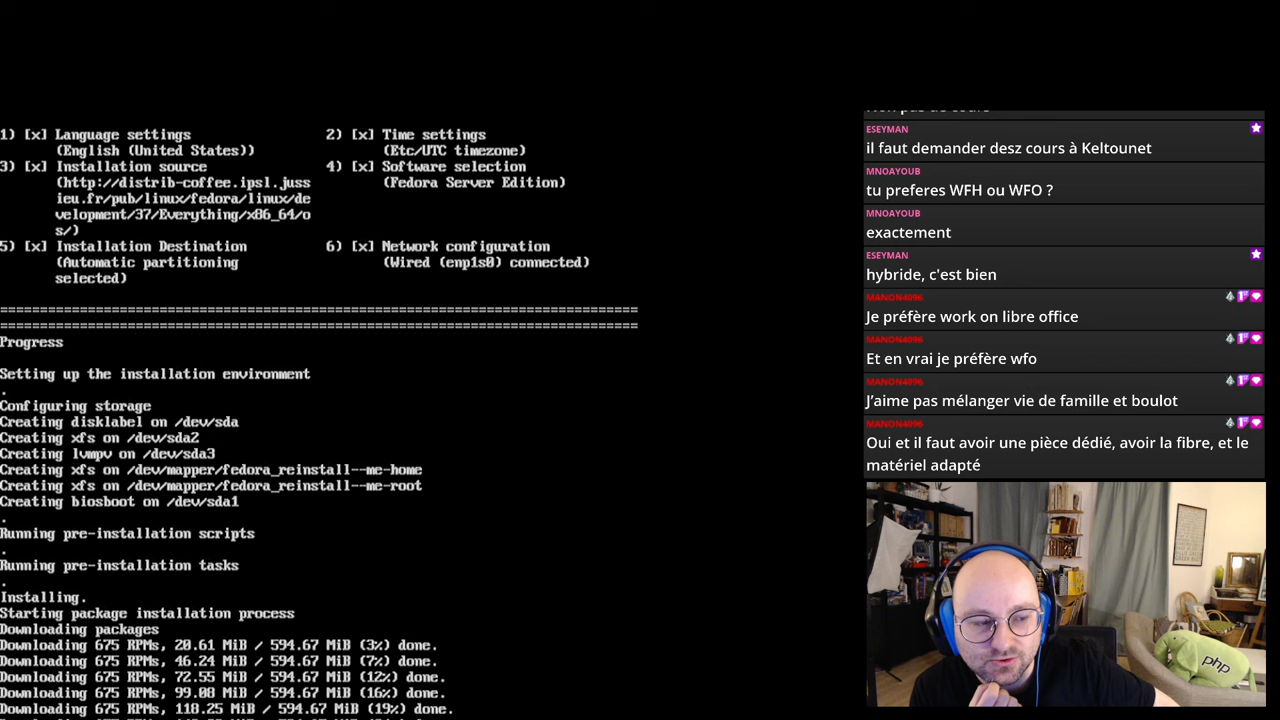 1) [x] Language settings 2) [x] Time settings
(English (United States)) (Etc/UTC timezone)
3) [x] Installation source 4) [x] Software selection
(http://distrib-coffee.ipsl.juss (Fedora Server Edition)
ieu.fr/pub/linux/fedora/linux/de
velopment/37/Everything/x86_64/o
s/)
5) [x] Installation Destination 6) [x] Network configuration
(Automatic partitioning (Wired (enp1s0) connected)
selected)
================================================================================
================================================================================
Progress
Setting up the installation environment
.
Configuring storage
Creating disklabel on /dev/sda
Creating xfs on /dev/sda2
Creating lvmpv on /dev/sda3
Creating xfs on /dev/mapper/fedora_reinstall--me-home
Creating xfs on /dev/mapper/fedora_reinstall--me-root
Creating biosboot on /dev/sda1
.
Running pre-installation scripts
.
Running pre-installation tasks
.
Installing.
Starting package installation process
Downloading packages
Downloading 675 RPMs, 20.61 MiB / 594.67 MiB (3%) done.
Downloading 675 RPMs, 46.24 MiB / 594.67 MiB (7%) done.
Downloading 675 RPMs, 72.55 MiB / 594.67 MiB (12%) done.
Downloading 675 RPMs, 99.08 MiB / 594.67 MiB (16%) done.
Downloading 675 RPMs, 118.25 MiB / 594.67 MiB (19%) done.
ESEYMAN
il faut demander desz cours à Keltounet
MNOAYOUB
tu preferes WFH ou WFO ?
MNOAYOUB
exactement
ESEYMAN
hybride, c'est bien
MANON4096
Je préfère work on libre office
MANON4096
Et en vrai je préfère wfo
MANON4096
J’aime pas mélanger vie de famille et boulot
MANON4096
Oui et il faut avoir une pièce dédié, avoir la fibre, et le
matériel adapté
php